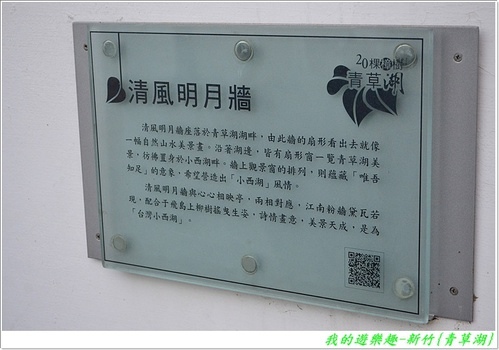 20棵檔樹
青草湖
清風明月牆
清風明月牆座落於青草湖湖畔，由此牆的扇形看出去就像
一幅自然山水美景畫。沿著湖邊，皆有扇形窗一覽青草湖美
景，彷彿置身於小西湖畔。牆上觀景窗的排列，則蘊藏「唯吾
知足」的意象，希望營造出「小西湖」風情。
清風明月牆與心心相映亭，兩相對應，江南粉牆黛瓦若
現，配合于飛島上柳樹搖曳生姿，詩情畫意，美景天成，是為
「台灣小西湖」。
我的遊樂趣-新竹[青草湖]